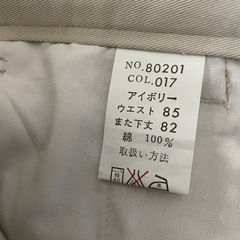 NO.80201
COL.017
アイボリー
ウエスト 85
また下丈 82
綿 100%
取扱い方法